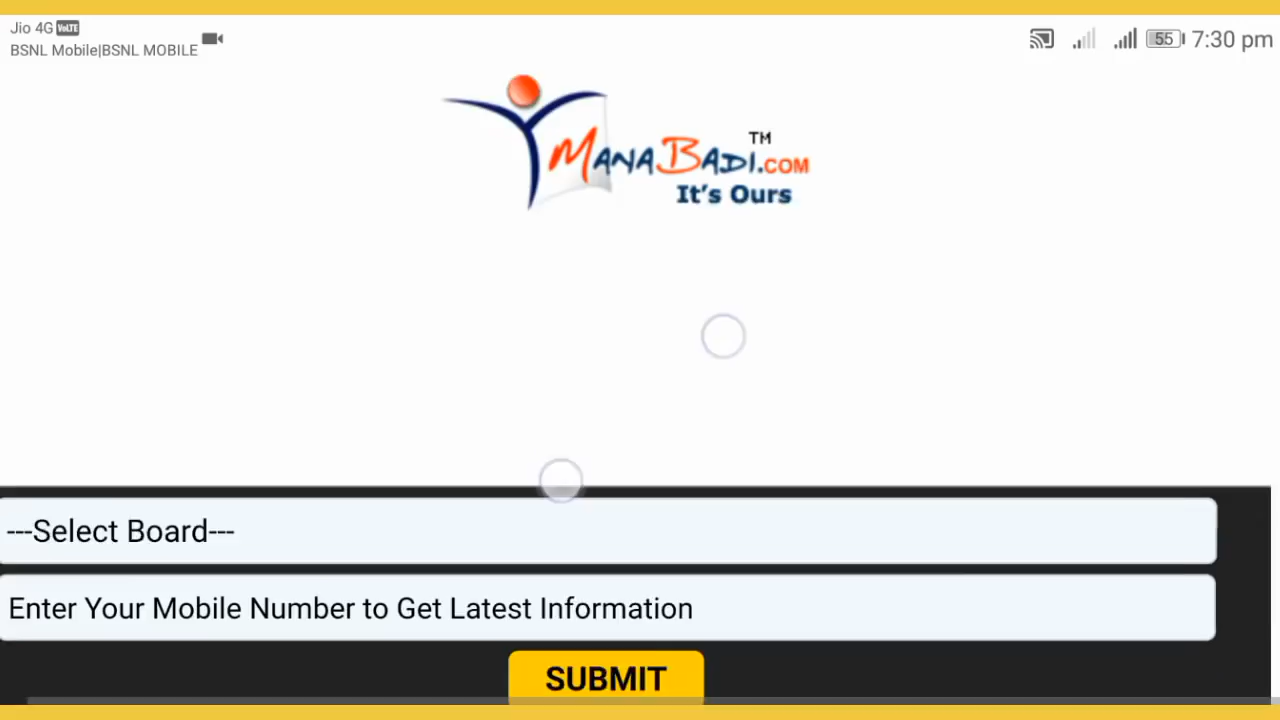 Jio 4G VoLTE
BSNL Mobile|BSNL MOBILE
55 7:30 pm
MANABADI.COM TM
It's Ours
---Select Board---
Enter Your Mobile Number to Get Latest Information
SUBMIT